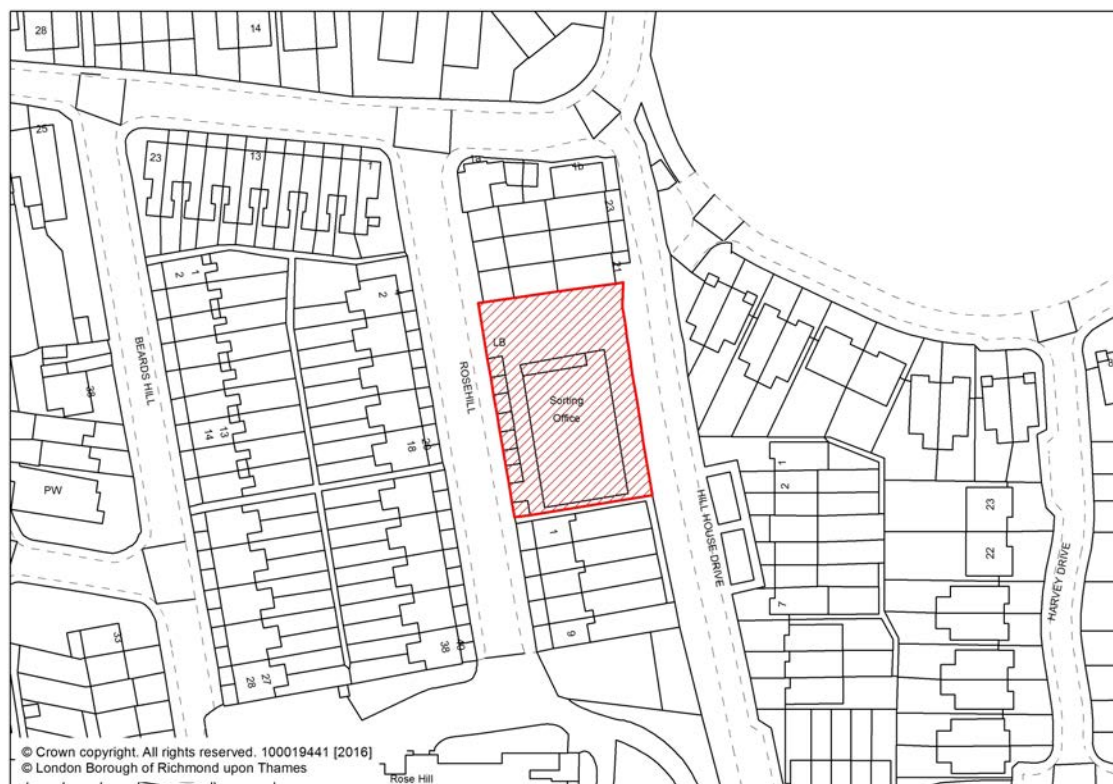 28
14
25
23
13
1
1a
1b
23
21
2
1
2
4
LB
BEARDS HILL
ROSEHILL
Sorting
Office
38
14
13
18
20
PW
1
2
HILL HOUSE DRIVE
23
22
HARVEY DRIVE
1
7
33
9
38
40
28
27
© Crown copyright. All rights reserved. 100019441 [2016]
© London Borough of Richmond upon Thames
Rose Hill